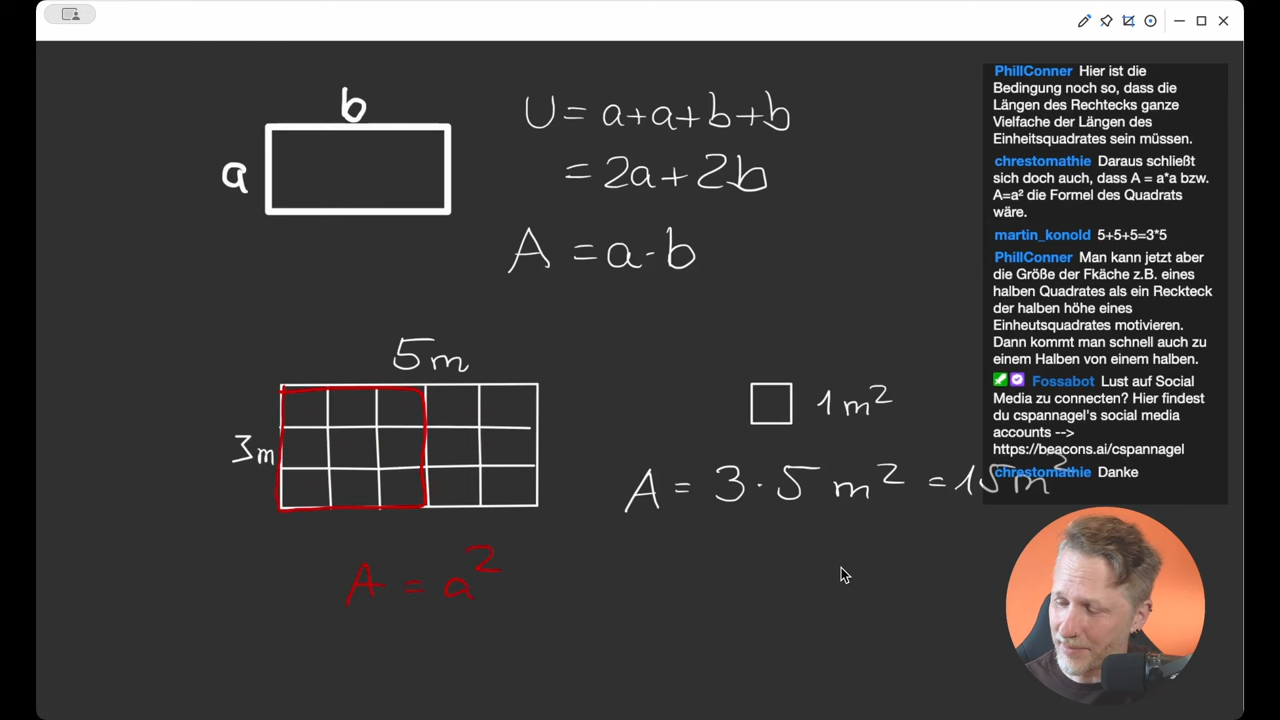 b
a
U = a+a+b+b
= 2a+2b
A = a·b
5m
3m
1m²
A = 3·5 m² = 15m²
A = a²
PhillConner Hier ist die
Bedingung noch so, dass die
Längen des Rechtecks ganze
Vielfache der Längen des
Einheitsquadrates sein müssen.
chrestomathie Daraus schließt
sich doch auch, dass A = a*a bzw.
A=a² die Formel des Quadrats
wäre.
martin_konold 5+5+5=3*5
PhillConner Man kann jetzt aber
die Größe der Fkäche z.B. eines
halben Quadrates als ein Reckteck
der halben höhe eines
Einheutsquadrates motivieren.
Dann kommt man schnell auch zu
einem Halben von einem halben.
Fossabot Lust auf Social
Media zu connecten? Hier findest
du cspannagel's social media
accounts -->
https://beacons.ai/cspannagel
chrestomathie Danke